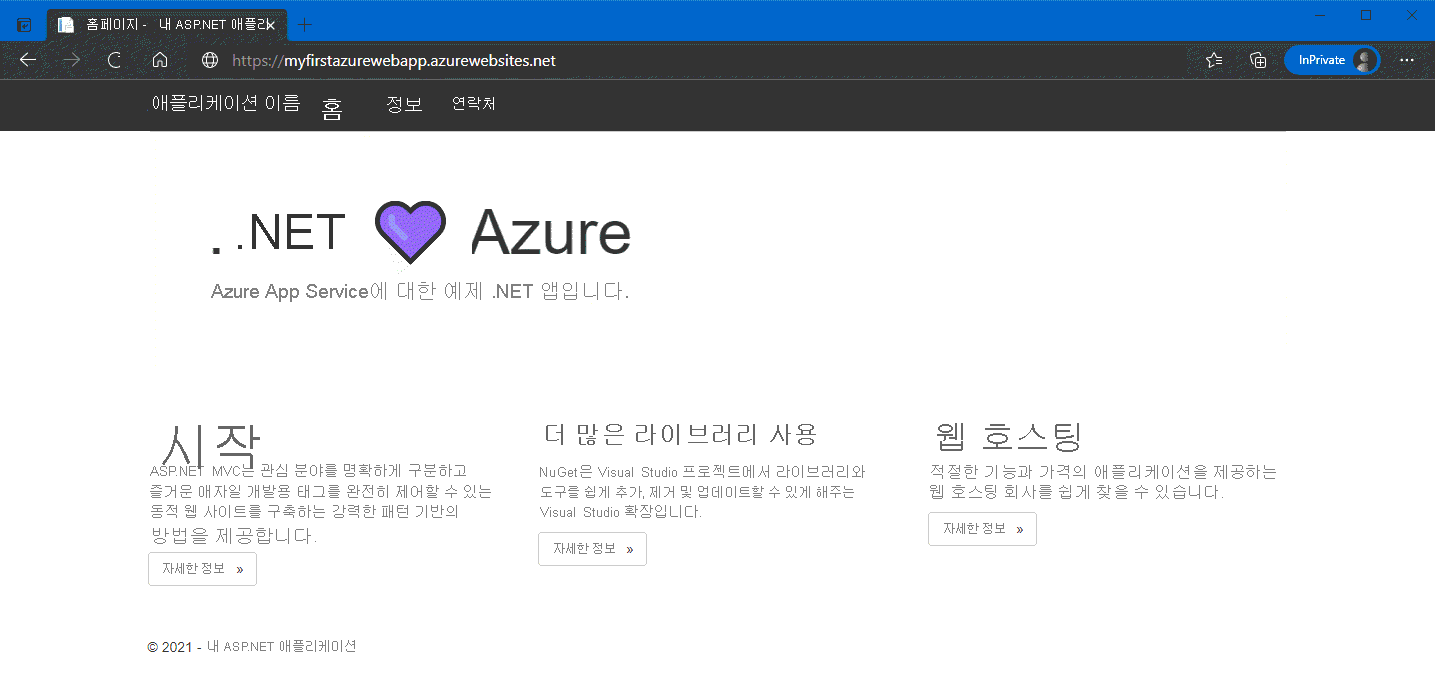 홈페이지 - 내 ASP.NET 애플리
https://myfirstazurewebapp.azurewebsites.net
InPrivate
애플리케이션 이름 홈 정보 연락처
. .NET 💜 Azure
Azure App Service에 대한 예제 .NET 앱입니다.
시작
ASP.NET MVC는 관심 분야를 명확하게 구분하고
즐거운 애자일 개발용 태그를 완전히 제어할 수 있는
동적 웹 사이트를 구축하는 강력한 패턴 기반의
방법을 제공합니다.
자세한 정보 »
더 많은 라이브러리 사용
NuGet은 Visual Studio 프로젝트에서 라이브러리와
도구를 쉽게 추가, 제거 및 업데이트할 수 있게 해주는
Visual Studio 확장입니다.
자세한 정보 »
웹 호스팅
적절한 기능과 가격의 애플리케이션을 제공하는
웹 호스팅 회사를 쉽게 찾을 수 있습니다.
자세한 정보 »
© 2021 - 내 ASP.NET 애플리케이션